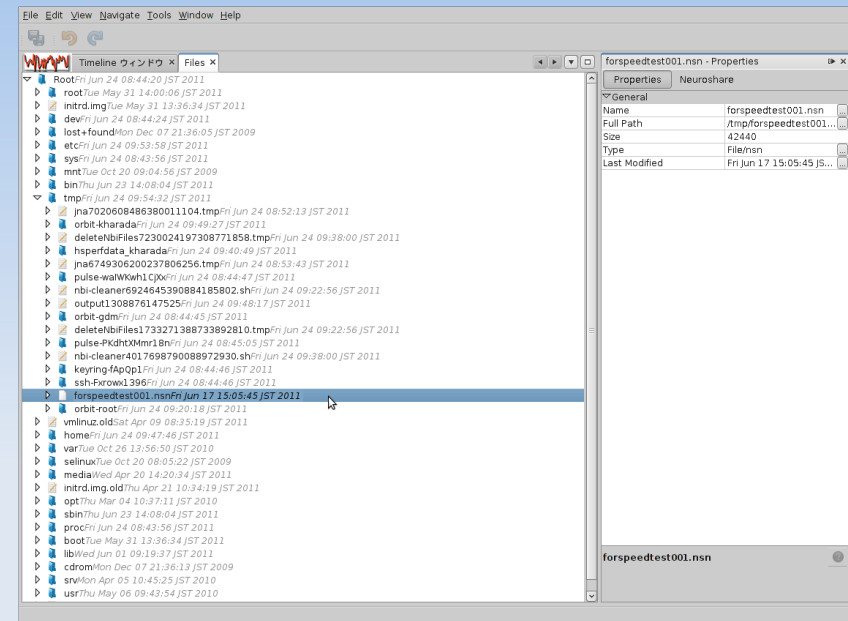 File Edit View Navigate Tools Window Help
Timeline ウィンドウ × Files ×
RootFri Jun 24 08:44:20 JST 2011
rootTue May 31 14:00:06 JST 2011
initrd.imgTue May 31 13:36:34 JST 2011
devFri Jun 24 08:44:24 JST 2011
lost+foundMon Dec 07 21:36:05 JST 2009
etcFri Jun 24 09:53:58 JST 2011
sysFri Jun 24 08:43:56 JST 2011
mntTue Oct 20 09:04:56 JST 2009
binThu Jun 23 14:08:04 JST 2011
tmpFri Jun 24 09:54:32 JST 2011
jna7020608486380011104.tmpFri Jun 24 08:52:13 JST 2011
orbit-kharadaFri Jun 24 09:49:27 JST 2011
deleteNbiFiles7230024197308771858.tmpFri Jun 24 09:38:00 JST 2011
hsperfdata_kharadaFri Jun 24 09:40:49 JST 2011
jna6749306200237806256.tmpFri Jun 24 08:53:43 JST 2011
pulse-waIWKwh1CJXxFri Jun 24 08:44:47 JST 2011
nbi-cleaner6924645390884185802.shFri Jun 24 09:22:56 JST 2011
output1308876147525Fri Jun 24 09:48:17 JST 2011
orbit-gdmFri Jun 24 08:44:45 JST 2011
deleteNbiFiles1733271388733892810.tmpFri Jun 24 09:22:56 JST 2011
pulse-PKdhtXMmr18nFri Jun 24 08:45:05 JST 2011
nbi-cleaner4017698790088972930.shFri Jun 24 09:38:00 JST 2011
keyring-fApQp1Fri Jun 24 08:44:46 JST 2011
ssh-Fxrowx1396Fri Jun 24 08:44:46 JST 2011
forspeedtest001.nsnFri Jun 17 15:05:45 JST 2011
orbit-rootFri Jun 24 09:20:18 JST 2011
vmlinuz.oldSat Apr 09 08:35:19 JST 2011
homeFri Jun 24 09:47:46 JST 2011
varTue Oct 26 13:56:50 JST 2010
selinuxTue Oct 20 08:05:22 JST 2009
mediaWed Apr 20 14:20:34 JST 2011
initrd.img.oldThu Apr 21 10:34:19 JST 2011
optThu Mar 04 10:37:11 JST 2010
sbinThu Jun 23 14:08:04 JST 2011
procFri Jun 24 08:43:56 JST 2011
bootTue May 31 13:36:34 JST 2011
libWed Jun 01 09:19:37 JST 2011
cdromMon Dec 07 21:36:13 JST 2009
srvMon Apr 05 10:45:25 JST 2010
usrThu May 06 09:43:54 JST 2010
forspeedtest001.nsn - Properties
Properties Neuroshare
General
Name forspeedtest001.nsn ...
Full Path /tmp/forspeedtest001... ...
Size 42440
Type File/nsn ...
Last Modified Fri Jun 17 15:05:45 JS... ...
forspeedtest001.nsn